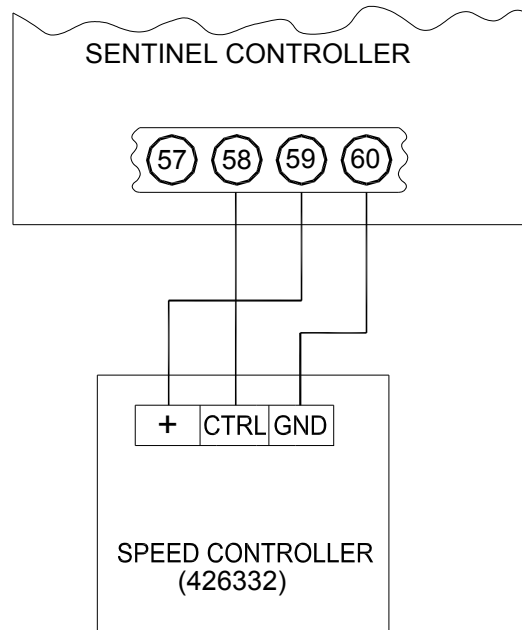 SENTINEL CONTROLLER
57 58 59 60
+ CTRL GND
SPEED CONTROLLER
(426332)